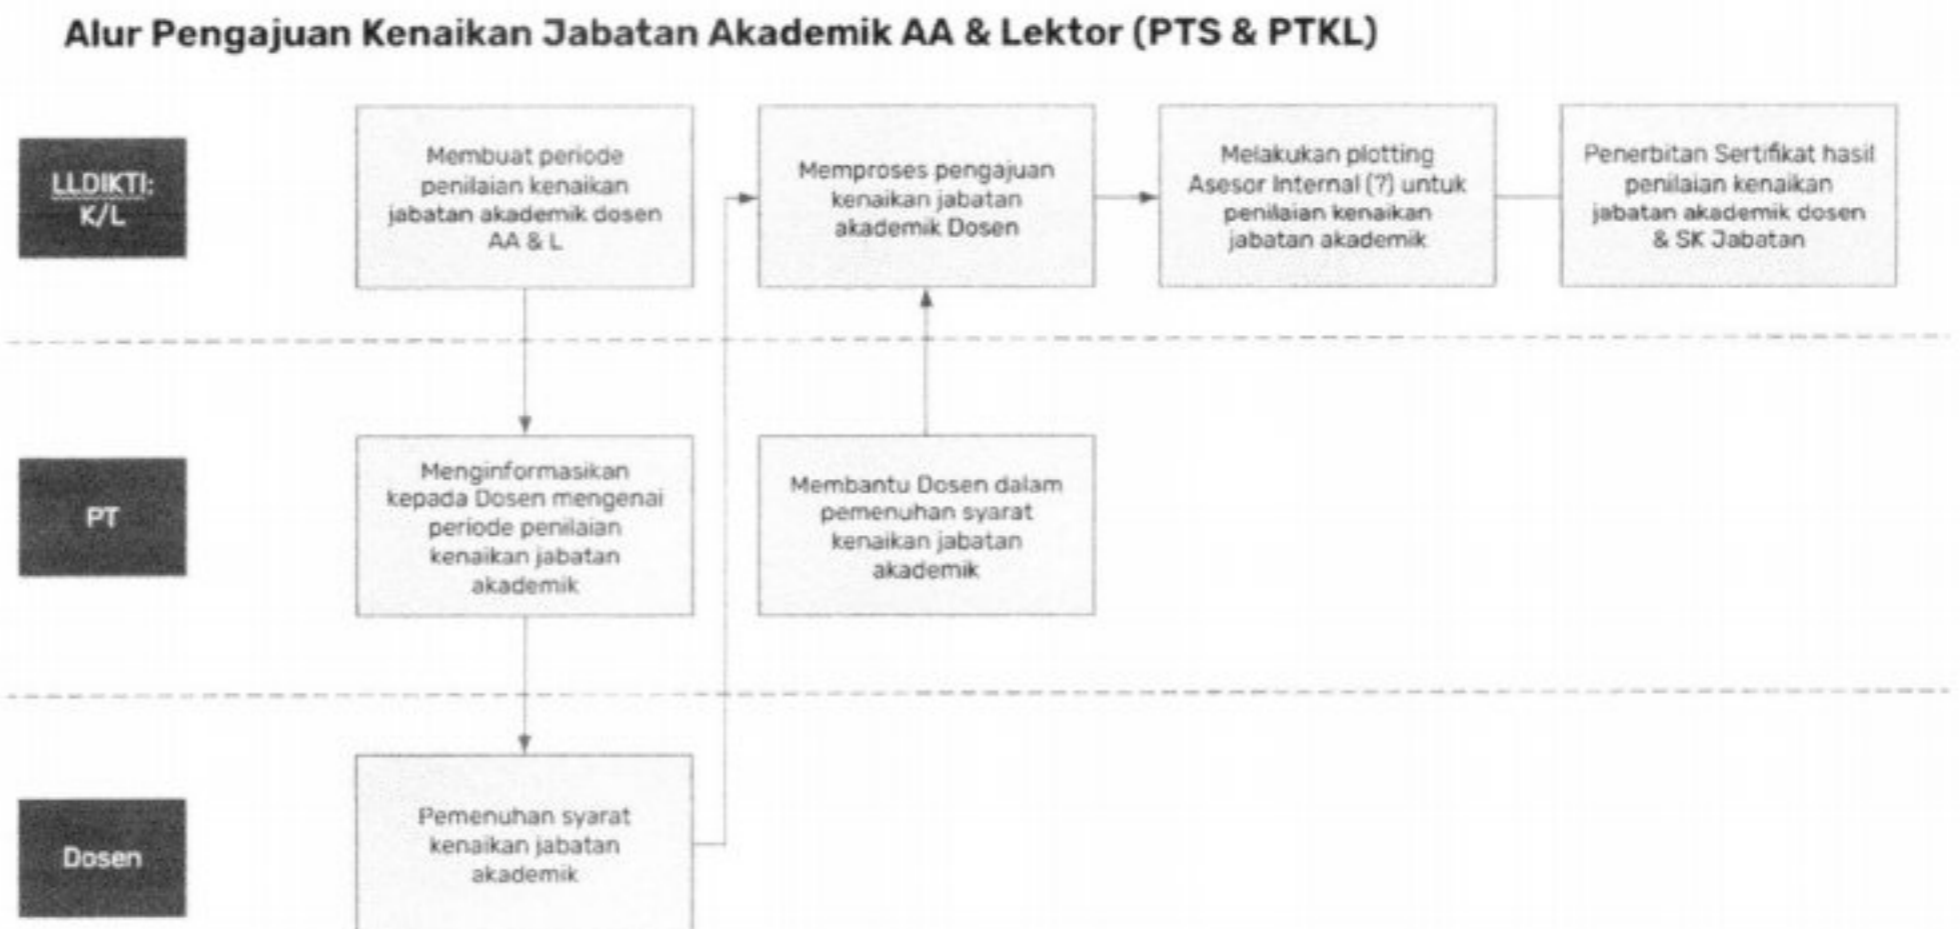 Alur Pengajuan Kenaikan Jabatan Akademik AA & Lektor (PTS & PTKL)
LLDIKTI:
K/L
Membuat periode
penilaian kenaikan
jabatan akademik dosen
AA & L
Memproses pengajuan
kenaikan jabatan
akademik Dosen
Melakukan plotting
Asesor Internal (?) untuk
penilaian kenaikan
jabatan akademik
Penerbitan Sertifikat hasil
penilaian kenaikan
jabatan akademik dosen
& SK Jabatan
PT
Menginformasikan
kepada Dosen mengenai
periode penilaian
kenaikan jabatan
akademik
Membantu Dosen dalam
pemenuhan syarat
kenaikan jabatan
akademik
Dosen
Pemenuhan syarat
kenaikan jabatan
akademik